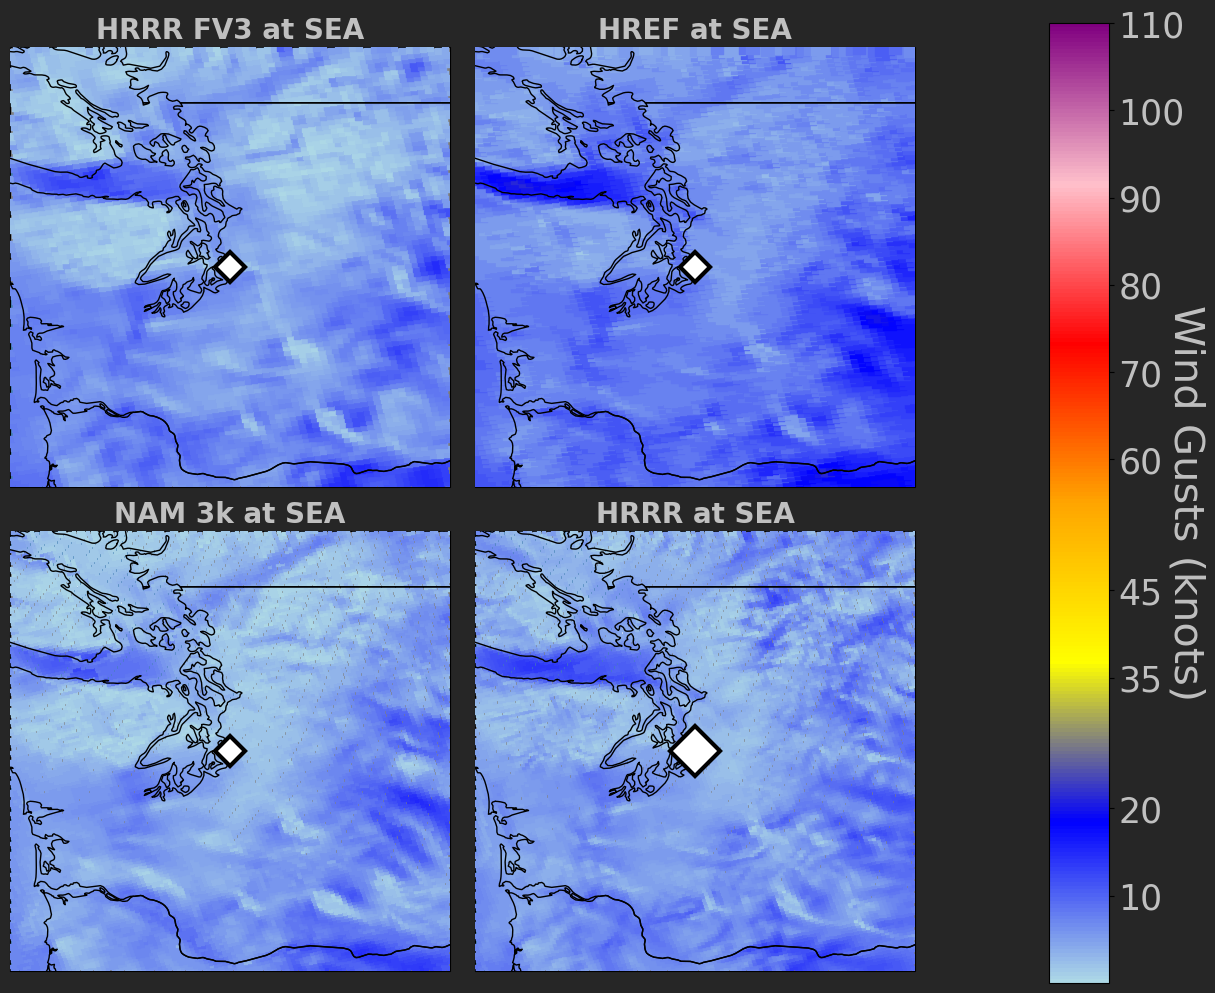 HRRR FV3 at SEA
HREF at SEA
NAM 3k at SEA
HRRR at SEA
110
100
90
80
70
60
45
35
20
10
Wind Gusts (knots)